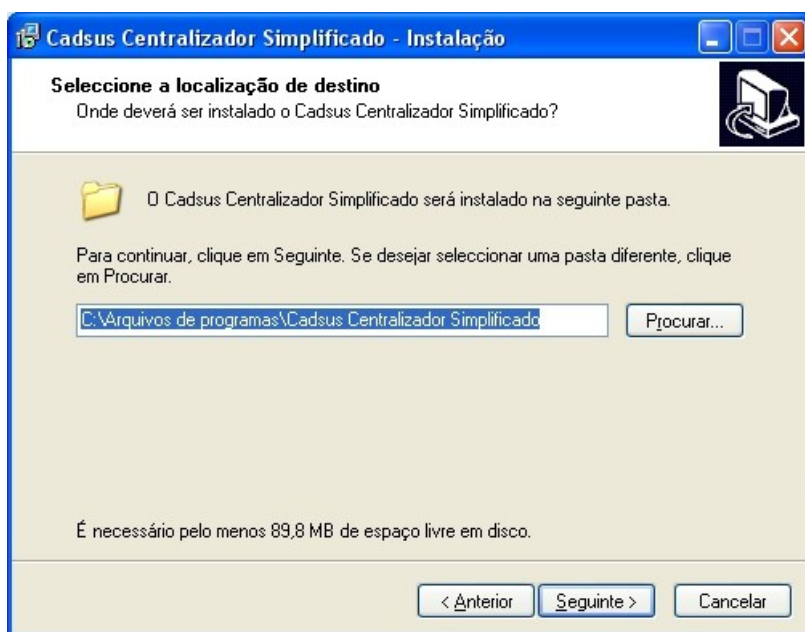 Cadsus Centralizador Simplificado - Instalação
Seleccione a localização de destino
Onde deverá ser instalado o Cadsus Centralizador Simplificado?
O Cadsus Centralizador Simplificado será instalado na seguinte pasta.
Para continuar, clique em Seguinte. Se desejar seleccionar uma pasta diferente, clique
em Procurar.
C:\Arquivos de programas\Cadsus Centralizador Simplificado
Procurar...
É necessário pelo menos 89,8 MB de espaço livre em disco.
< Anterior
Seguinte >
Cancelar